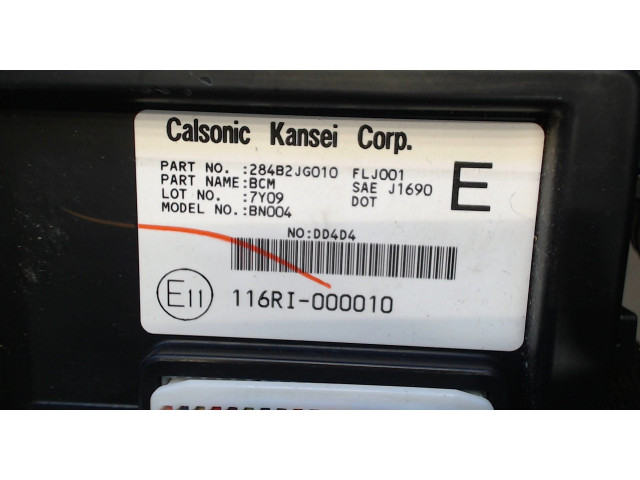 Calsonic Kansei Corp.
PART NO. :284B2JG010 FLJ001
PART NAME:BCM SAE J1690
LOT NO. :7Y09 DOT
MODEL NO.:BN004
E
NO:DD4D4
E11 116RI-000010